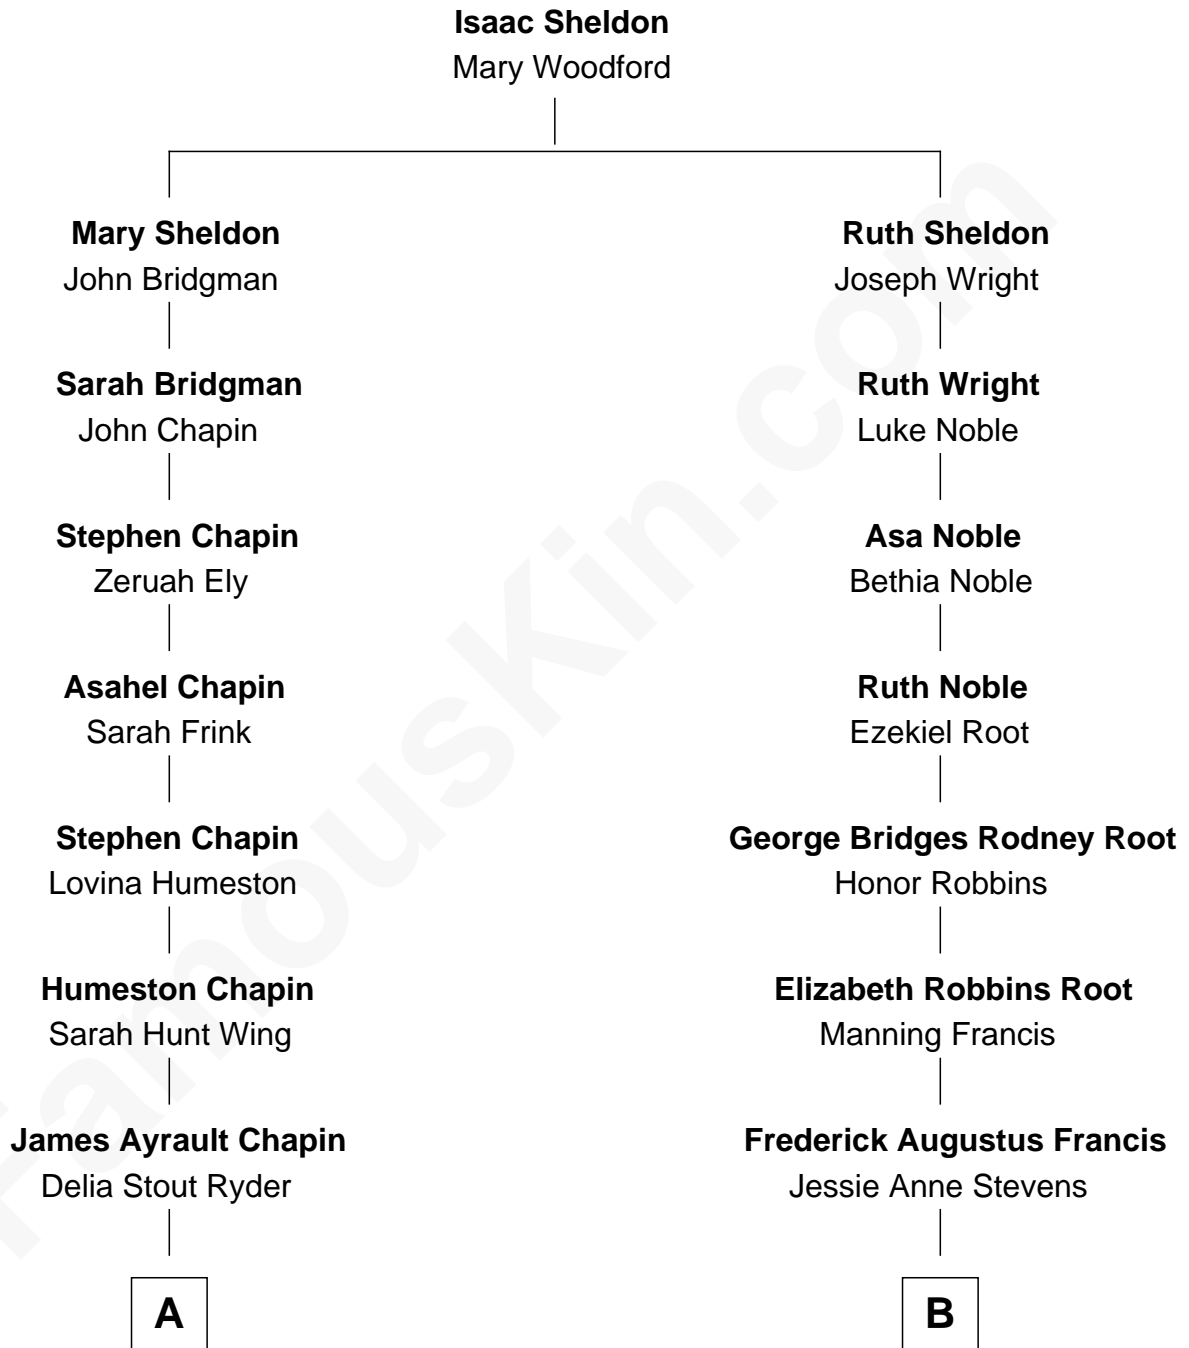 Isaac Sheldon
Mary Woodford
Mary Sheldon
John Bridgman
Ruth Sheldon
Joseph Wright
Sarah Bridgman
John Chapin
Ruth Wright
Luke Noble
Stephen Chapin
Zeruah Ely
Asa Noble
Bethia Noble
Asahel Chapin
Sarah Frink
Ruth Noble
Ezekiel Root
Stephen Chapin
Lovina Humeston
George Bridges Rodney Root
Honor Robbins
Humeston Chapin
Sarah Hunt Wing
Elizabeth Robbins Root
Manning Francis
James Ayrault Chapin
Delia Stout Ryder
Frederick Augustus Francis
Jessie Anne Stevens
A
B
FamousKin.com